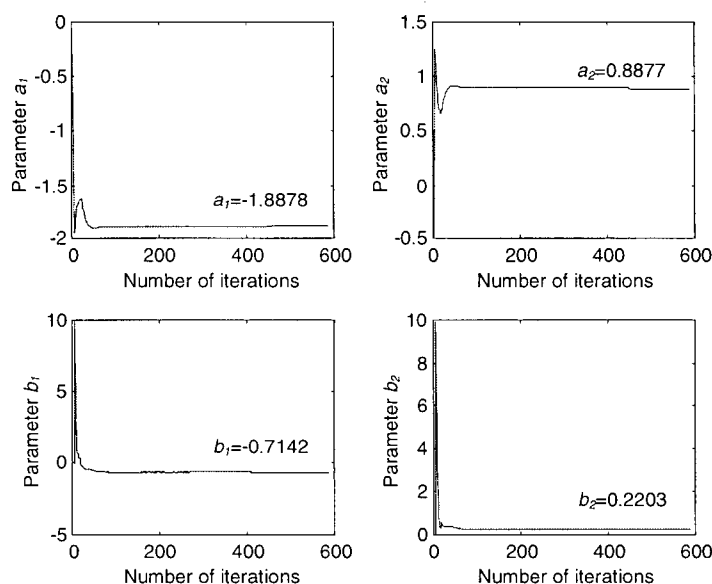 0
-0.5
-1
-1.5
-2
Parameter a1
a1=-1.8878
0 200 400 600
Number of iterations
1.5
1
0.5
0
-0.5
Parameter a2
a2=0.8877
0 200 400 600
Number of iterations
10
5
0
-5
Parameter b1
b1=-0.7142
0 200 400 600
Number of iterations
10
8
6
4
2
0
Parameter b2
b2=0.2203
0 200 400 600
Number of iterations